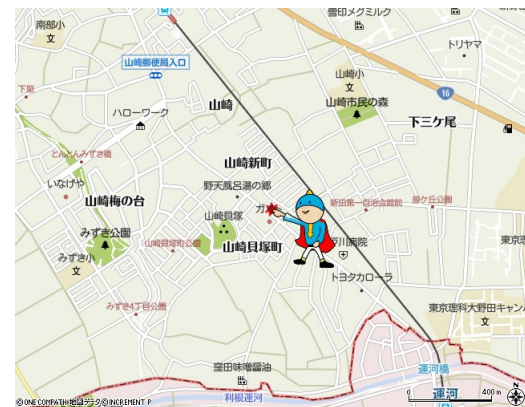 南部小
文
雪印メグミルク
トリヤマ
山崎郵便局入口
山崎小
文
16
下里
山崎
山崎市民の森
ハローワーク
下三ケ尾
とんとんみずき橋
山崎新町
いなげや
野天風呂湯の郷
山崎梅の台
新田第一自治会館前
山崎貝塚
みずき公園
山崎貝塚町公園
山崎貝塚町
みずき小
文
トヨタカローラ
みずき4丁目公園
東京理科大野田キャン
文
運河橋
窪田味噌醤油
利根運河
運河
0
400 m
©ONE COMPATH 地図データ©INCREMENT P